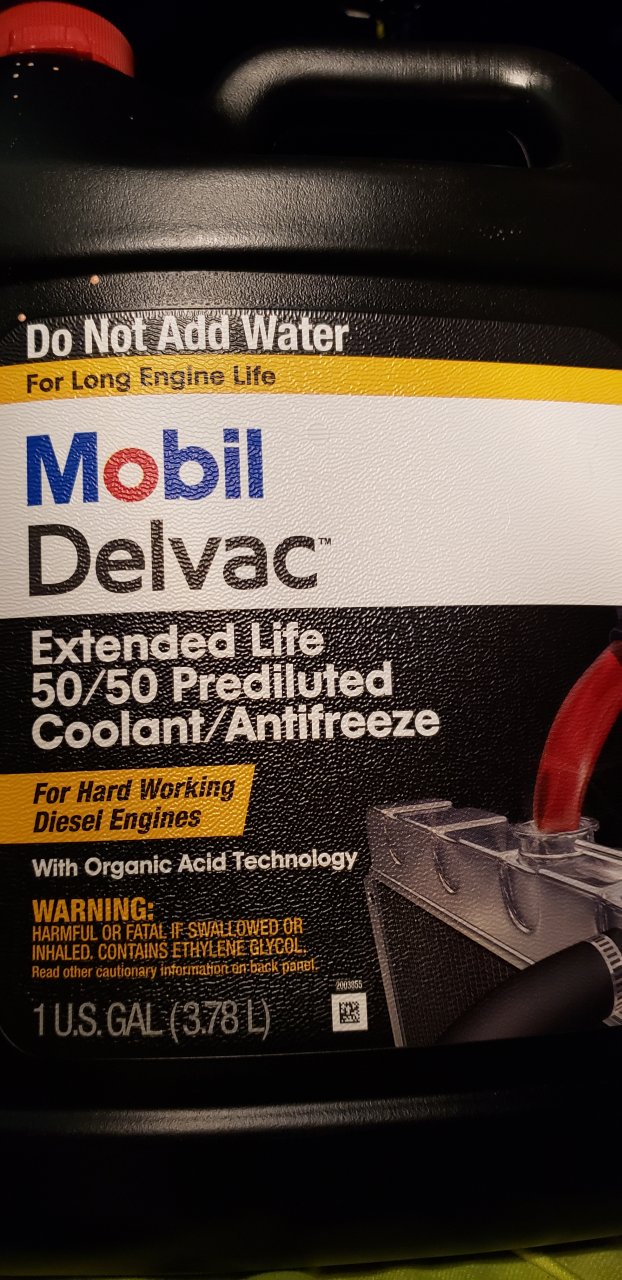 Do Not Add Water
For Long Engine Life
Mobil
Delvac™
Extended Life
50/50 Prediluted
Coolant/Antifreeze
For Hard Working
Diesel Engines
With Organic Acid Technology
WARNING:
HARMFUL OR FATAL IF SWALLOWED OR
INHALED. CONTAINS ETHYLENE GLYCOL.
Read other cautionary information on back panel.
2003855
1 U.S. GAL (3.78 L)